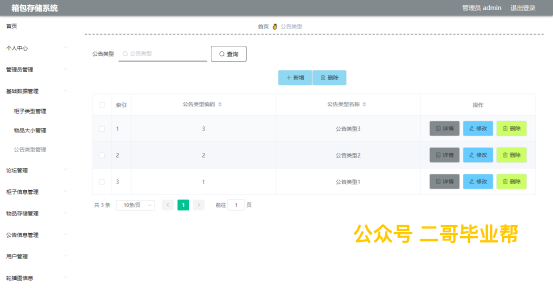 箱包存储系统
管理员 admin 退出登录
首页
个人中心
管理员管理
基础数据管理
柜子类型管理
物品大小管理
公告类型管理
论坛管理
柜子信息管理
物品存储管理
公告信息管理
用户管理
轮播图信息
首页 公告类型
公告类型 公告类型 查询
新增 删除
索引 公告类型编码 公告类型名称 操作
1 3 公告类型3 详情 修改 删除
2 2 公告类型2 详情 修改 删除
3 1 公告类型1 详情 修改 删除
共 3 条 10条/页 1 前往 1 页
公众号 二哥毕业帮